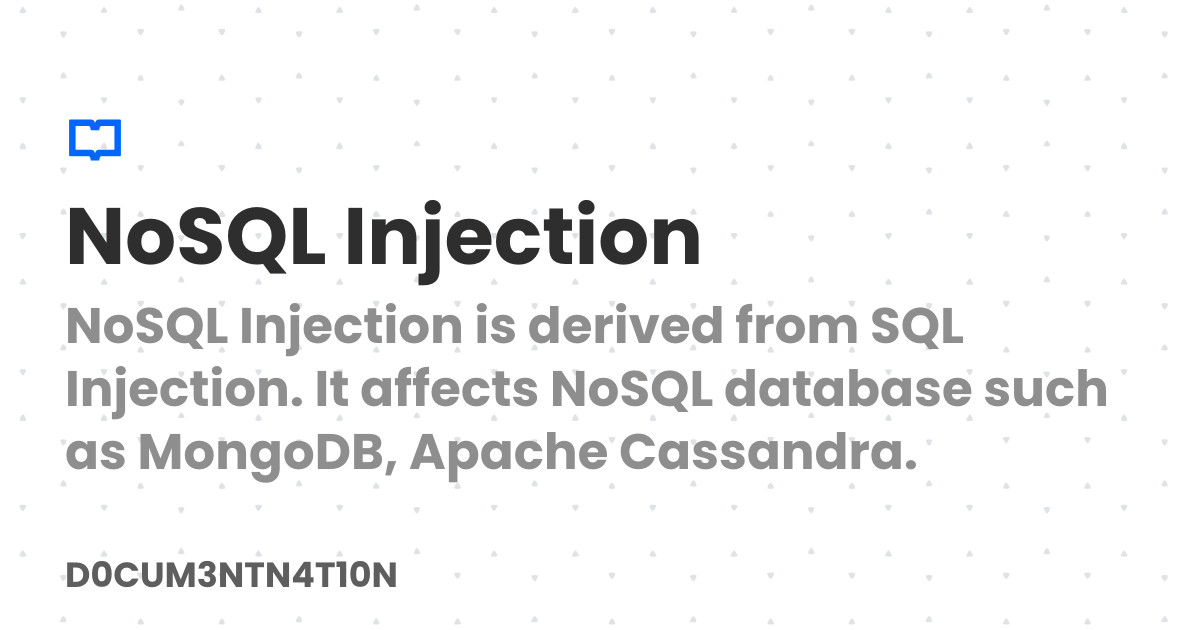 NoSQL Injection
NoSQL Injection is derived from SQL
Injection. It affects NoSQL database such
as MongoDB, Apache Cassandra.
D0CUM3NTN4T10N